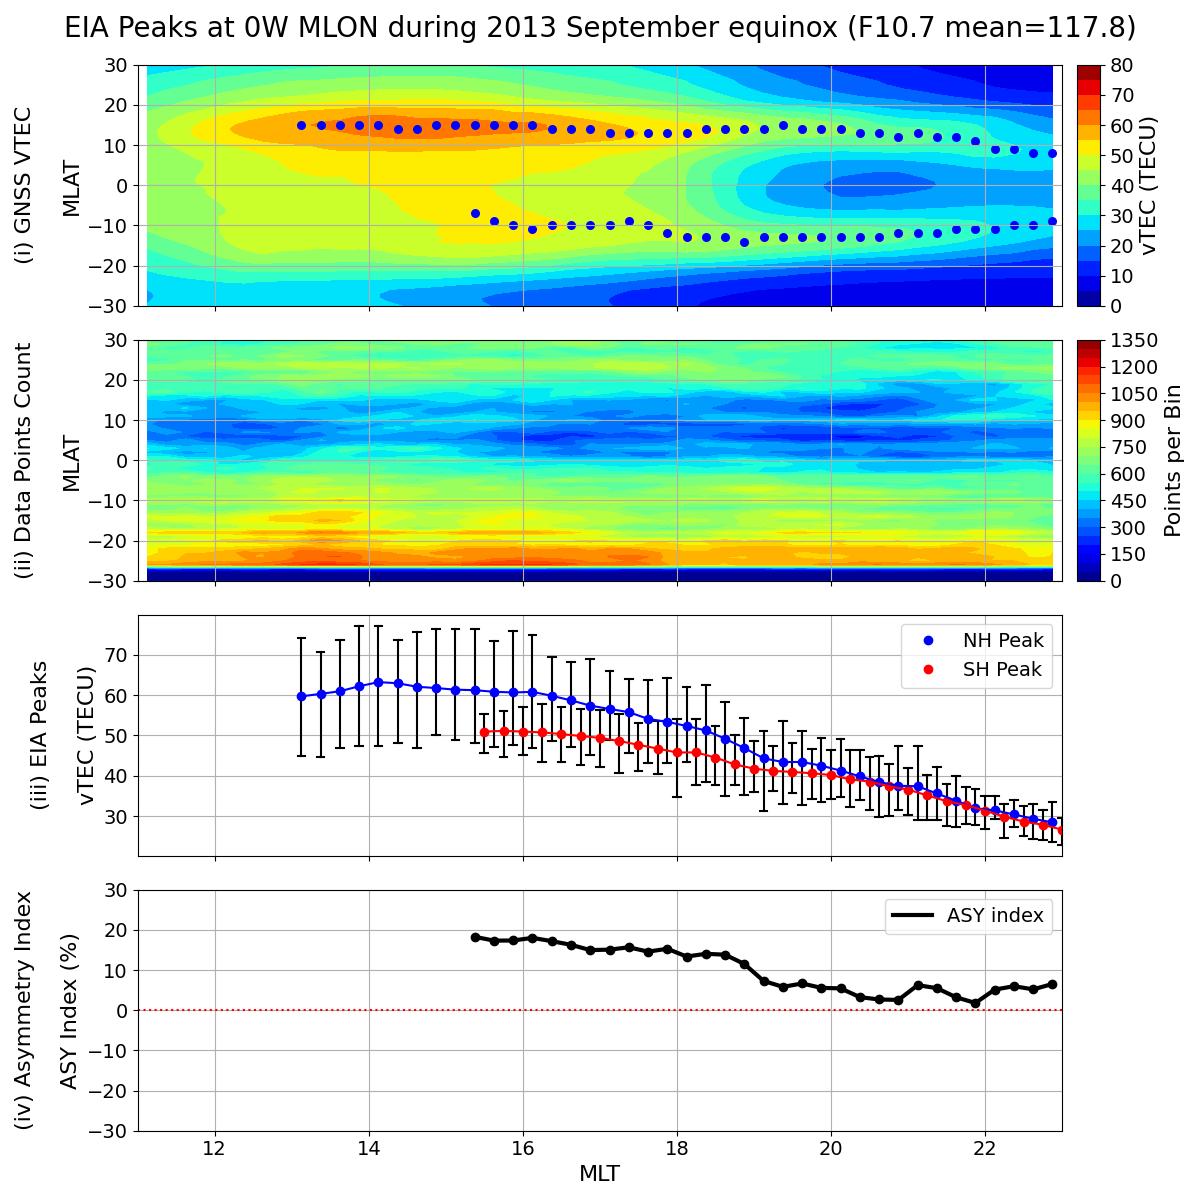 EIA Peaks at 0W MLON during 2013 September equinox (F10.7 mean=117.8)
(i) GNSS VTEC
MLAT
30
20
10
0
−10
−20
−30
80
70
60
50
40
30
20
10
0
vTEC (TECU)
(ii) Data Points Count
MLAT
30
20
10
0
−10
−20
−30
1350
1200
1050
900
750
600
450
300
150
0
Points per Bin
(iii) EIA Peaks
vTEC (TECU)
70
60
50
40
30
NH Peak
SH Peak
(iv) Asymmetry Index
ASY Index (%)
30
20
10
0
−10
−20
−30
ASY index
12 14 16 18 20 22
MLT